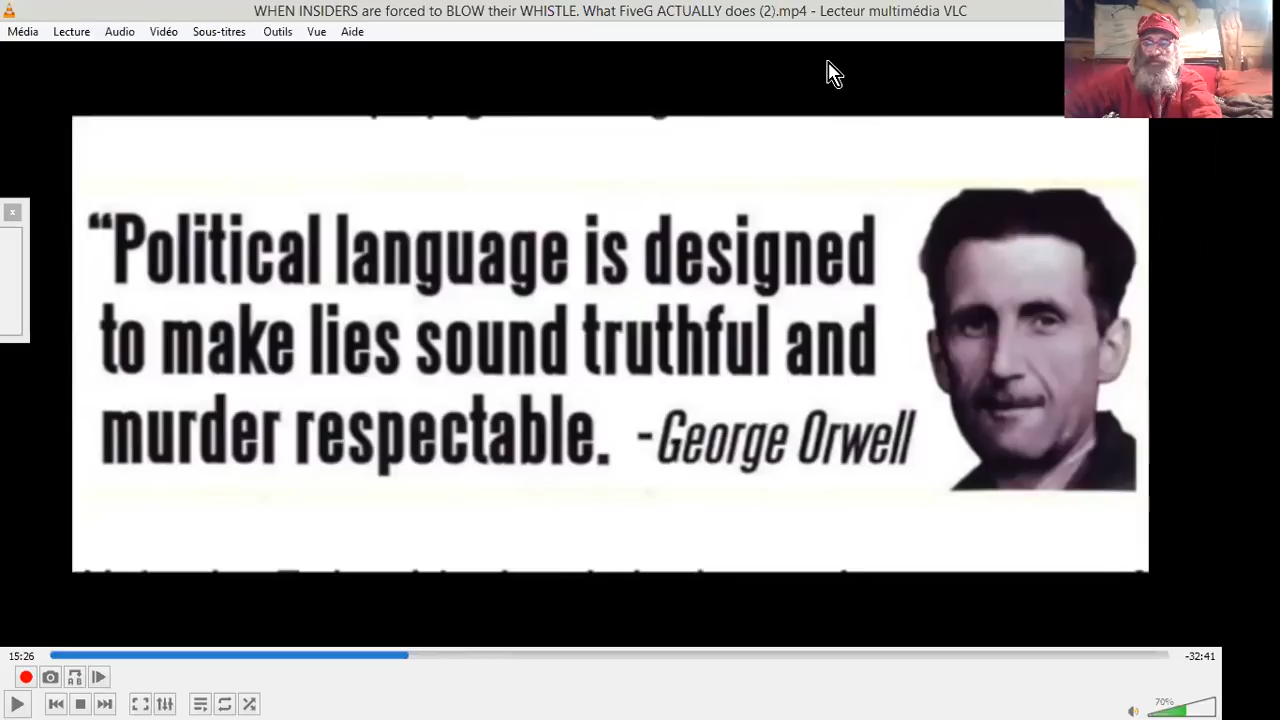 WHEN INSIDERS are forced to BLOW their WHISTLE. What FiveG ACTUALLY does (2).mp4 - Lecteur multimédia VLC
Média Lecture Audio Vidéo Sous-titres Outils Vue Aide
x
“Political language is designed
to make lies sound truthful and
murder respectable. -George Orwell
15:26 -32:41
AB
70%